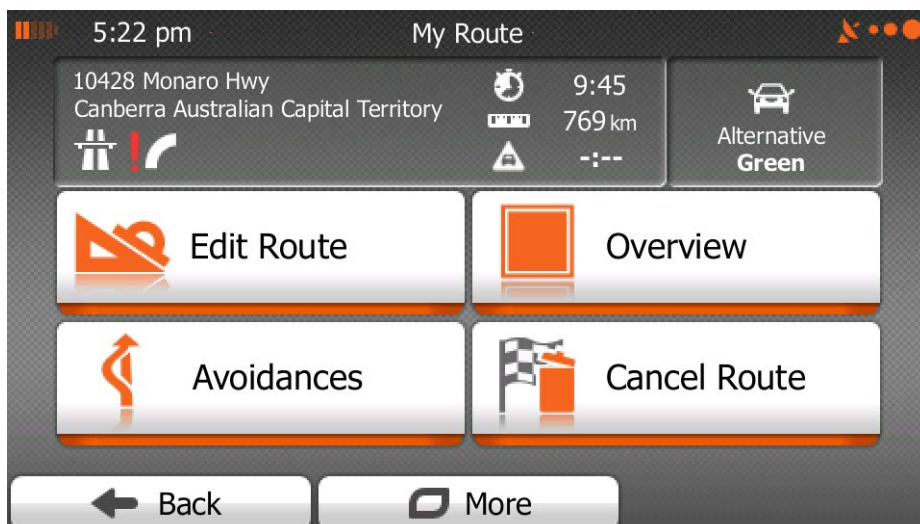 5:22 pm
My Route
10428 Monaro Hwy
Canberra Australian Capital Territory
9:45
769 km
-:--
Alternative
Green
Edit Route
Overview
Avoidances
Cancel Route
Back
More